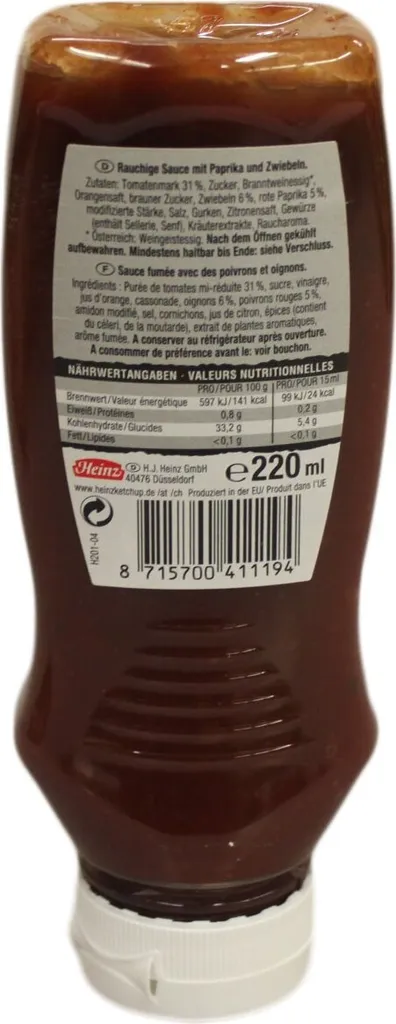 D Rauchige Sauce mit Paprika und Zwiebeln.
Zutaten: Tomatenmark 31 %, Zucker, Branntweinessig*,
Orangensaft, brauner Zucker, Zwiebeln 6 %, rote Paprika 5 %,
modifizierte Stärke, Salz, Gurken, Zitronensaft, Gewürze
(enthält Sellerie, Senf), Kräuterextrakte, Raucharoma.
* Österreich: Weingeistessig. Nach dem Öffnen gekühlt
aufbewahren. Mindestens haltbar bis Ende: siehe Verschluss.
F Sauce fumée avec des poivrons et oignons.
Ingrédients : Purée de tomates mi-réduite 31 %, sucre, vinaigre,
jus d'orange, cassonade, oignons 6 %, poivrons rouges 5 %,
amidon modifié, sel, cornichons, jus de citron, épices (contient
du céleri, de la moutarde), extrait de plantes aromatiques,
arôme fumée. A conserver au réfrigérateur après ouverture.
A consommer de préférence avant le: voir bouchon.
NÄHRWERTANGABEN · VALEURS NUTRITIONNELLES
PRO/POUR 100 g PRO/POUR 15 ml
Brennwert/Valeur énergétique 597 kJ/141 kcal 99 kJ/24 kcal
Eiweiß/Protéines 0,8 g 0,2 g
Kohlenhydrate/Glucides 33,2 g 5,4 g
Fett/Lipides <0,1 g <0,1 g
Heinz D H.J. Heinz GmbH
40476 Düsseldorf
e 220 ml
www.heinzketchup.de /at /ch Produziert in der EU/ Produit dans l'UE
H201-04
8 715700 411194